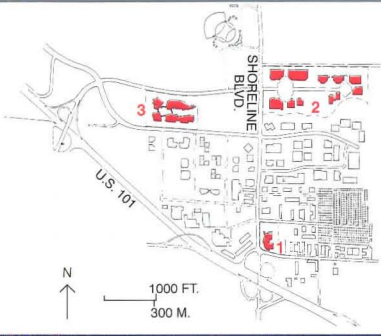 SHORELINE
BLVD.
3
2
U.S. 101
1
N
1000 FT.
300 M.